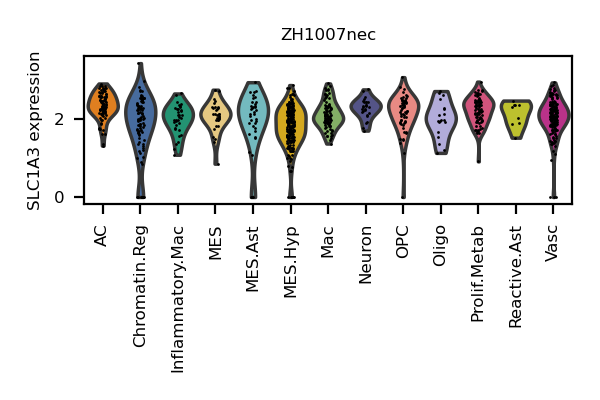 ZH1007nec
SLC1A3 expression
2
0
AC
Chromatin.Reg
Inflammatory.Mac
MES
MES.Ast
MES.Hyp
Mac
Neuron
OPC
Oligo
Prolif.Metab
Reactive.Ast
Vasc